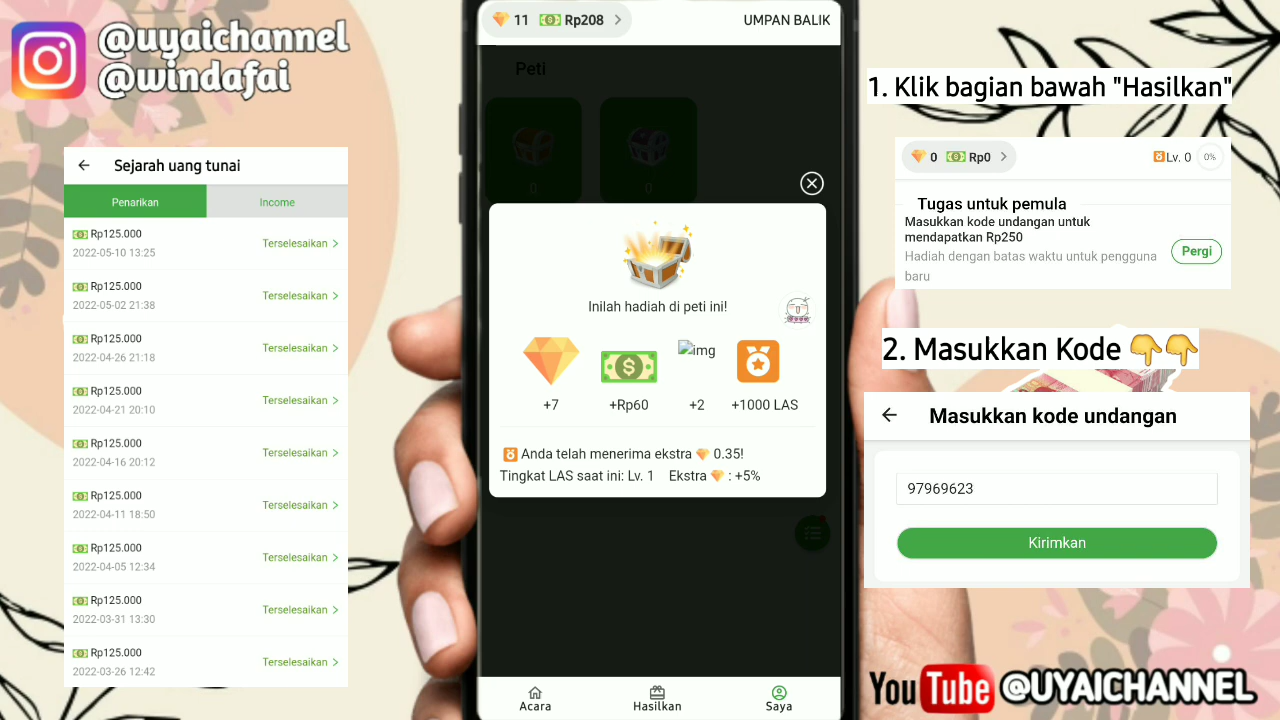 @uyaichannel
@windafai
Sejarah uang tunai
Penarikan
Income
Rp125.000
Terselesaikan
2022-05-10 13:25
Rp125.000
Terselesaikan
2022-05-02 21:38
Rp125.000
Terselesaikan
2022-04-26 21:18
Rp125.000
Terselesaikan
2022-04-21 20:10
Rp125.000
Terselesaikan
2022-04-16 20:12
Rp125.000
Terselesaikan
2022-04-11 18:50
Rp125.000
Terselesaikan
2022-04-05 12:34
Rp125.000
Terselesaikan
2022-03-31 13:30
Rp125.000
Terselesaikan
2022-03-26 12:42
11 Rp208
UMPAN BALIK
Peti
0
0
Inilah hadiah di peti ini!
img
+7
+Rp60
+2
+1000 LAS
Anda telah menerima ekstra 0.35!
Tingkat LAS saat ini: Lv. 1 Ekstra : +5%
Acara
Hasilkan
Saya
1. Klik bagian bawah "Hasilkan"
0 Rp0
Lv. 0
0%
Tugas untuk pemula
Masukkan kode undangan untuk
mendapatkan Rp250
Hadiah dengan batas waktu untuk pengguna
baru
Pergi
2. Masukkan Kode 👇👇
Masukkan kode undangan
97969623
Kirimkan
YouTube @UYAICHANNEL